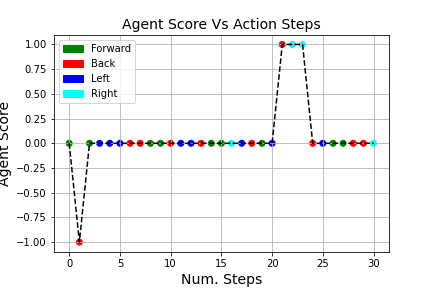 Agent Score Vs Action Steps
Agent Score
1.00
0.75
0.50
0.25
0.00
−0.25
−0.50
−0.75
−1.00
Forward
Back
Left
Right
0 5 10 15 20 25 30
Num. Steps